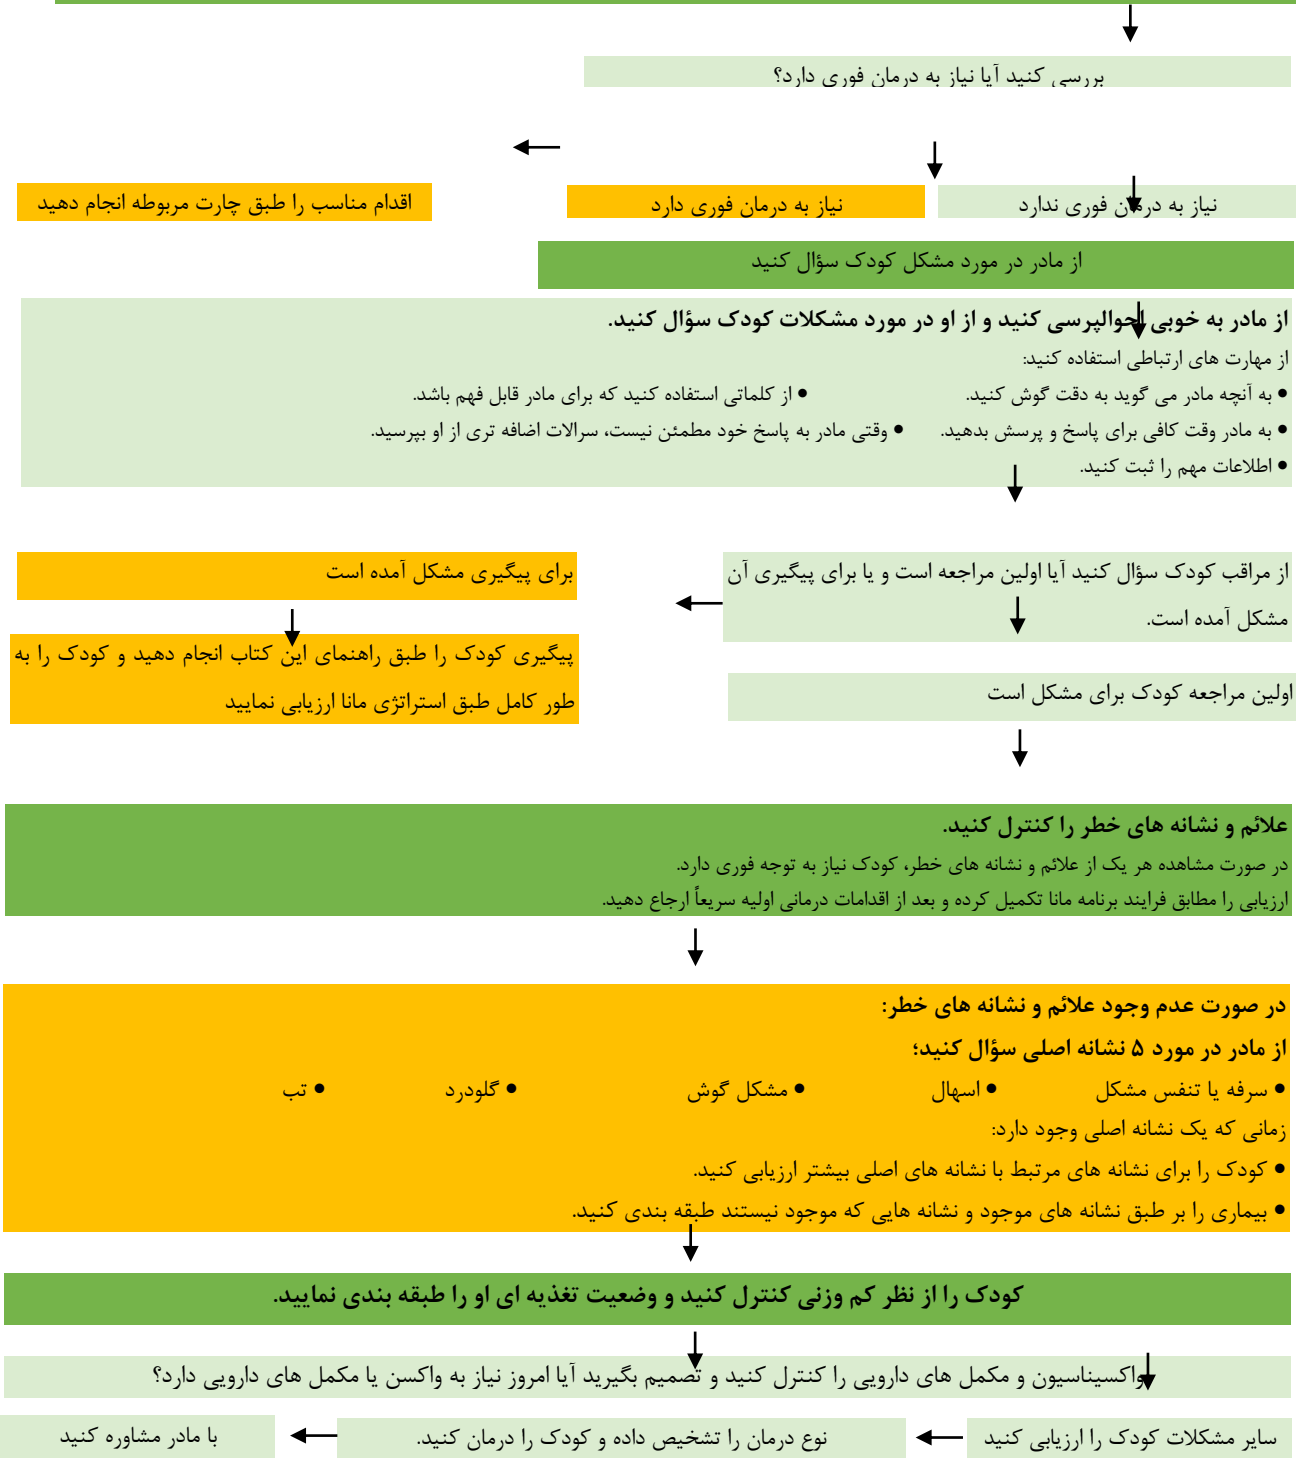 بررسی کنید آیا نیاز به درمان فوری دارد؟
نیاز به درمان فوری ندارد
نیاز به درمان فوری دارد
اقدام مناسب را طبق چارت مربوطه انجام دهید
از مادر در مورد مشکل کودک سؤال کنید
از مادر به خوبی احوالپرسی کنید و از او در مورد مشکلات کودک سؤال کنید.
از مهارت های ارتباطی استفاده کنید:
• به آنچه مادر می گوید به دقت گوش کنید. • از کلماتی استفاده کنید که برای مادر قابل فهم باشد.
• به مادر وقت کافی برای پاسخ و پرسش بدهید. • وقتی مادر به پاسخ خود مطمئن نیست، سرالات اضافه تری از او بپرسید.
• اطلاعات مهم را ثبت کنید.
از مراقب کودک سؤال کنید آیا اولین مراجعه است و یا برای پیگیری آن
مشکل آمده است.
برای پیگیری مشکل آمده است
پیگیری کودک را طبق راهنمای این کتاب انجام دهید و کودک را به
طور کامل طبق استراتژی مانا ارزیابی نمایید
اولین مراجعه کودک برای مشکل است
علائم و نشانه های خطر را کنترل کنید.
در صورت مشاهده هر یک از علائم و نشانه های خطر، کودک نیاز به توجه فوری دارد.
ارزیابی را مطابق فرایند برنامه مانا تکمیل کرده و بعد از اقدامات درمانی اولیه سریعاً ارجاع دهید.
در صورت عدم وجود علائم و نشانه های خطر:
از مادر در مورد ۵ نشانه اصلی سؤال کنید؛
• سرفه یا تنفس مشکل • اسهال • مشکل گوش • گلودرد • تب
زمانی که یک نشانه اصلی وجود دارد:
• کودک را برای نشانه های مرتبط با نشانه های اصلی بیشتر ارزیابی کنید.
• بیماری را بر طبق نشانه های موجود و نشانه هایی که موجود نیستند طبقه بندی کنید.
کودک را از نظر کم وزنی کنترل کنید و وضعیت تغذیه ای او را طبقه بندی نمایید.
واکسیناسیون و مکمل های دارویی را کنترل کنید و تصمیم بگیرید آیا امروز نیاز به واکسن یا مکمل های دارویی دارد؟
سایر مشکلات کودک را ارزیابی کنید
نوع درمان را تشخیص داده و کودک را درمان کنید.
با مادر مشاوره کنید